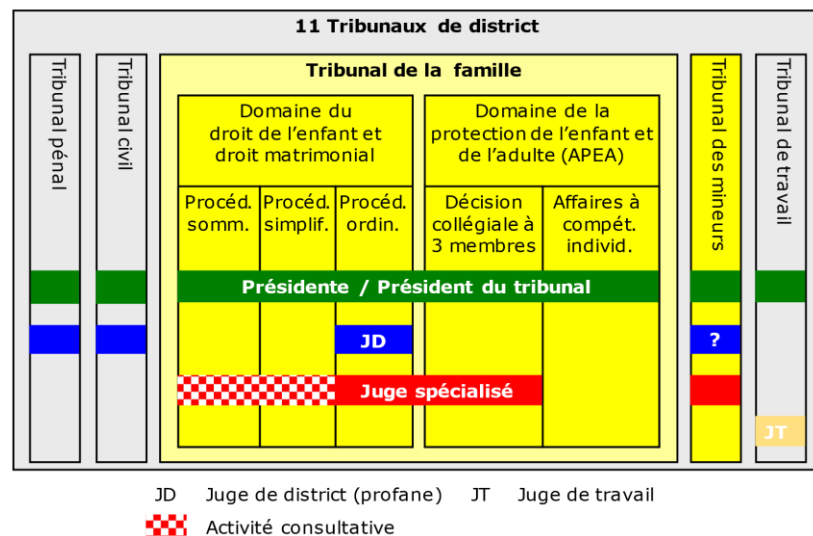 11 Tribunaux de district
Tribunal pénal
Tribunal civil
Tribunal de la famille
Domaine du
droit de l’enfant et
droit matrimonial
Domaine de la
protection de l’enfant et
de l’adulte (APEA)
Procéd.
somm.
Procéd.
simplif.
Procéd.
ordin.
Décision
collégiale à
3 membres
Affaires à
compét.
individ.
Tribunal des mineurs
Tribunal de travail
Présidente / Président du tribunal
JD
?
Juge spécialisé
JT
JD Juge de district (profane) JT Juge de travail
Activité consultative